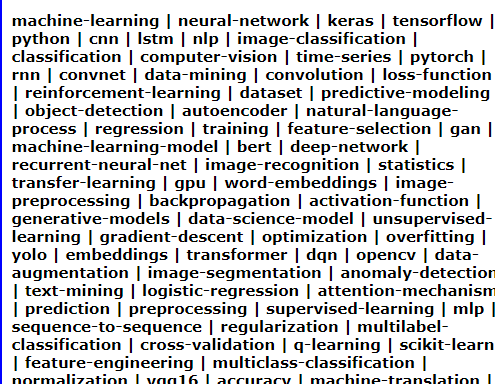 machine-learning | neural-network | keras | tensorflow |
python | cnn | lstm | nlp | image-classification |
classification | computer-vision | time-series | pytorch |
rnn | convnet | data-mining | convolution | loss-function
| reinforcement-learning | dataset | predictive-modeling
| object-detection | autoencoder | natural-language-
process | regression | training | feature-selection | gan |
machine-learning-model | bert | deep-network |
recurrent-neural-net | image-recognition | statistics |
transfer-learning | gpu | word-embeddings | image-
preprocessing | backpropagation | activation-function |
generative-models | data-science-model | unsupervised-
learning | gradient-descent | optimization | overfitting |
yolo | embeddings | transformer | dqn | opencv | data-
augmentation | image-segmentation | anomaly-detection
| text-mining | logistic-regression | attention-mechanism
| prediction | preprocessing | supervised-learning | mlp |
sequence-to-sequence | regularization | multilabel-
classification | cross-validation | q-learning | scikit-learn
| feature-engineering | multiclass-classification |
normalization | vgg16 | accuracy | machine-translation |